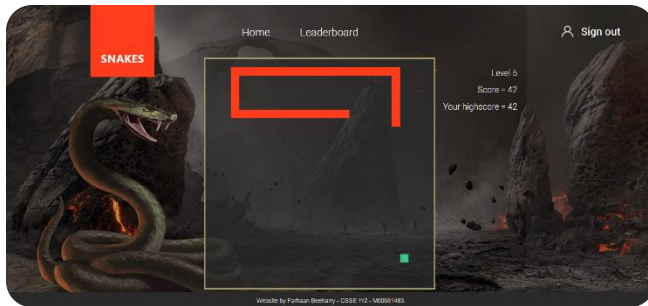 SNAKES
Home
Leaderboard
Sign out
Level 5
Score = 42
Your highscore = 42
Website by Farhaan Beeharry - CSSE Yr2 - M00681483